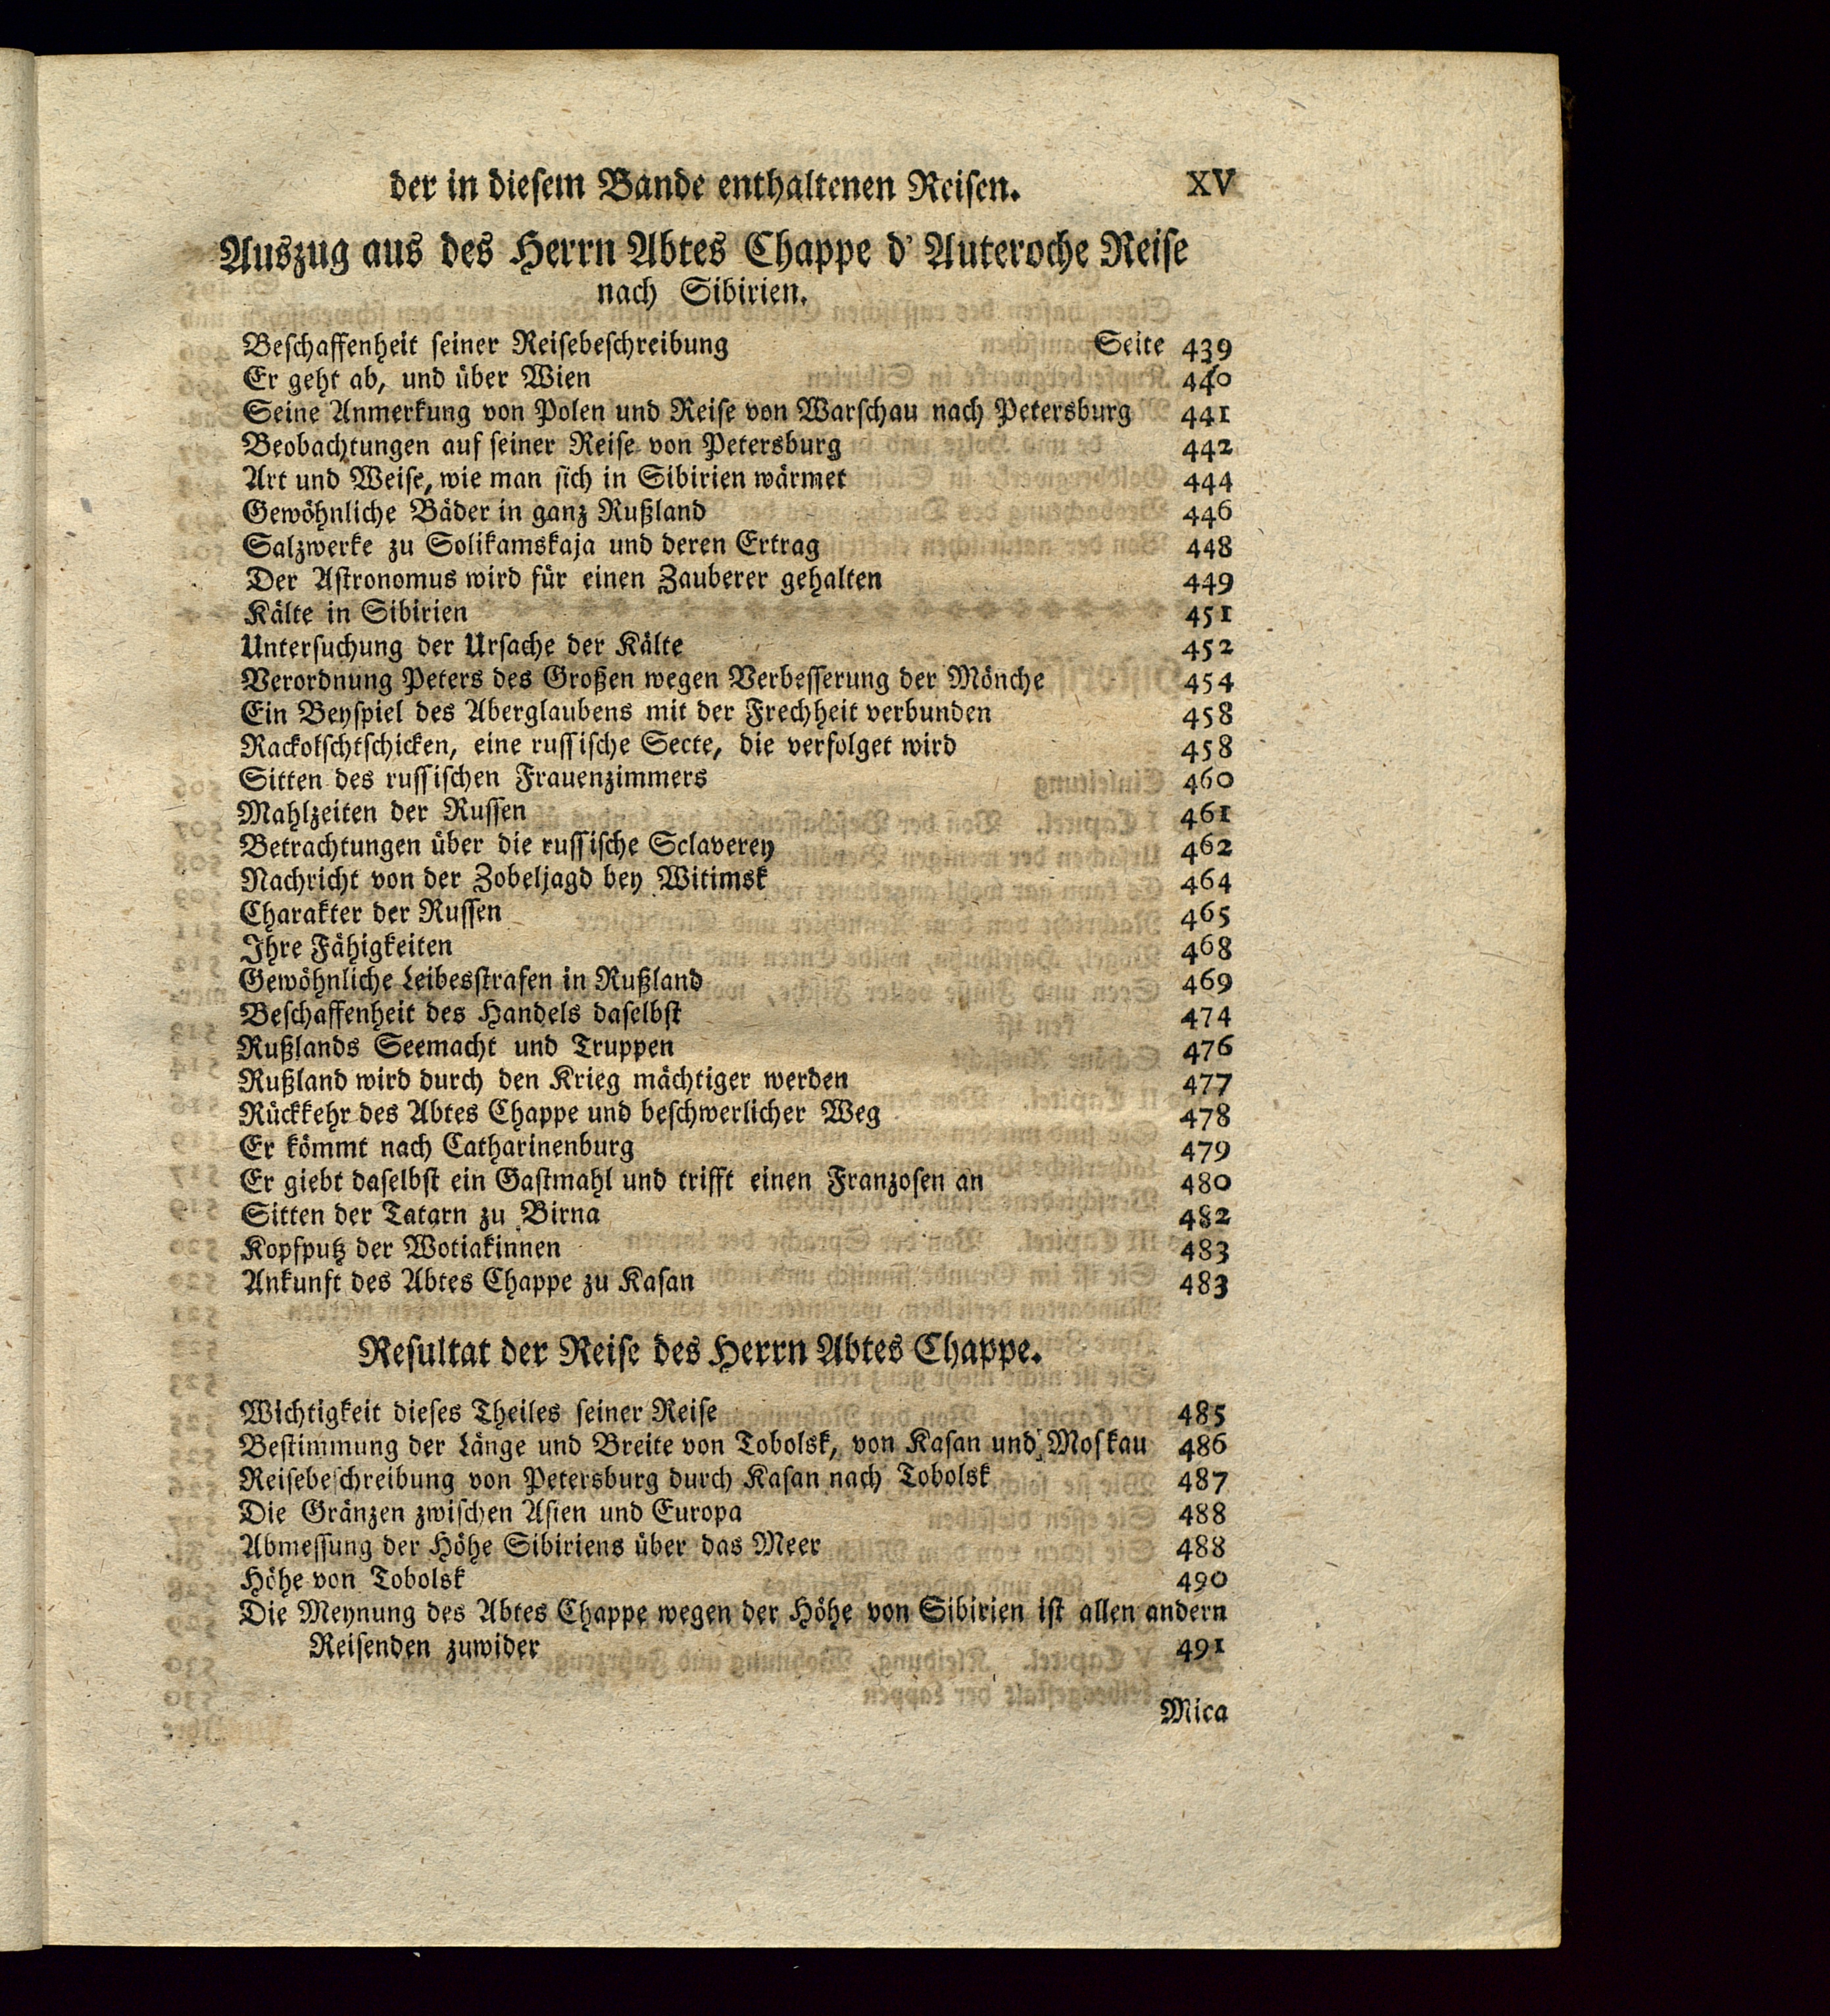 der in diesem Bande enthaltenen Reisen. XV
Auszug aus des Herrn Abtes Chappe d' Auteroche Reise
nach Sibirien.
Beschaffenheit seiner Reisebeschreibung Seite 439
Er geht ab, und über Wien 440
Seine Anmerkung von Polen und Reise von Warschau nach Petersburg 441
Beobachtungen auf seiner Reise von Petersburg 442
Art und Weise, wie man sich in Sibirien wärmet 444
Gewöhnliche Bäder in ganz Rußland 446
Salzwerke zu Solikamskaja und deren Ertrag 448
Der Astronomus wird für einen Zauberer gehalten 449
Kälte in Sibirien 451
Untersuchung der Ursache der Kälte 452
Verordnung Peters des Großen wegen Verbesserung der Mönche 454
Ein Beyspiel des Aberglaubens mit der Frechheit verbunden 458
Rackolschtschicken, eine russische Secte, die verfolget wird 458
Sitten des russischen Frauenzimmers 460
Mahlzeiten der Russen 461
Betrachtungen über die russische Sclaverey 462
Nachricht von der Zobeljagd bey Witimsk 464
Charakter der Russen 465
Ihre Fähigkeiten 468
Gewöhnliche Leibesstrafen in Rußland 469
Beschaffenheit des Handels daselbst 474
Rußlands Seemacht und Truppen 476
Rußland wird durch den Krieg mächtiger werden 477
Rückkehr des Abtes Chappe und beschwerlicher Weg 478
Er kömmt nach Catharinenburg 479
Er giebt daselbst ein Gastmahl und trifft einen Franzosen an 480
Sitten der Tatarn zu Birna 482
Kopfputz der Wotiakinnen 483
Ankunft des Abtes Chappe zu Kasan 483
Resultat der Reise des Herrn Abtes Chappe.
Wichtigkeit dieses Theiles seiner Reise 485
Bestimmung der Länge und Breite von Tobolsk, von Kasan und Moskau 486
Reisebeschreibung von Petersburg durch Kasan nach Tobolsk 487
Die Gränzen zwischen Asien und Europa 488
Abmessung der Höhe Sibiriens über das Meer 488
Höhe von Tobolsk 490
Die Meynung des Abtes Chappe wegen der Höhe von Sibirien ist allen andern
Reisenden zuwider 491
Mica